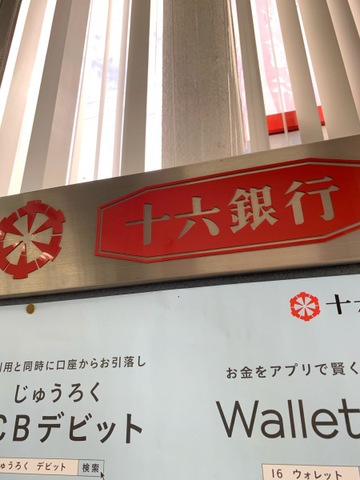 十六銀行
用と同時に口座からお引落し
じゅうろく
CBデビット
ゅうろく デビット 検索
十
お金をアプリで賢く
Wallet
16 ウォレット